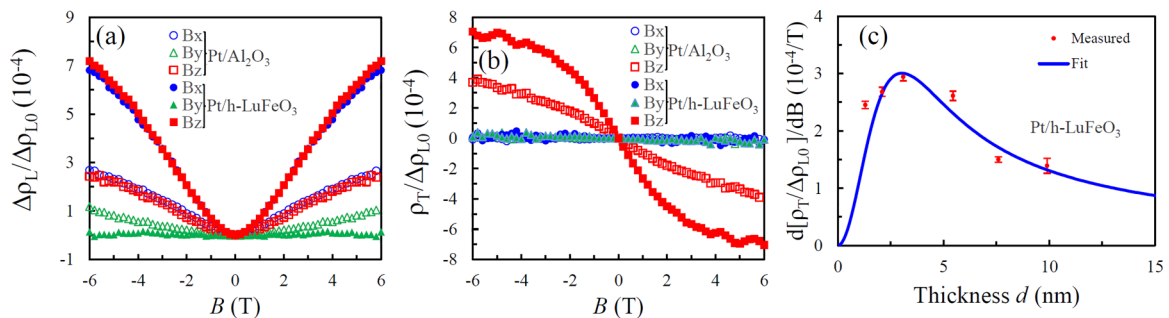 (a)
Bx
By
Bz
Pt/Al2O3
Bx
By
Bz
Pt/h-LuFeO3
ΔρL/ΔρL0 (10-4)
9
7
5
3
1
-1
-6 -4 -2 0 2 4 6
B (T)
(b)
Bx
By
Bz
Pt/Al2O3
Bx
By
Bz
Pt/h-LuFeO3
ρT/ΔρL0 (10-4)
8
6
4
2
0
-2
-4
-6
-8
-6 -4 -2 0 2 4 6
B (T)
(c)
Measured
Fit
Pt/h-LuFeO3
d[ρT/ΔρL0]/dB (10-4/T)
4
3
2
1
0
0 5 10 15
Thickness d (nm)